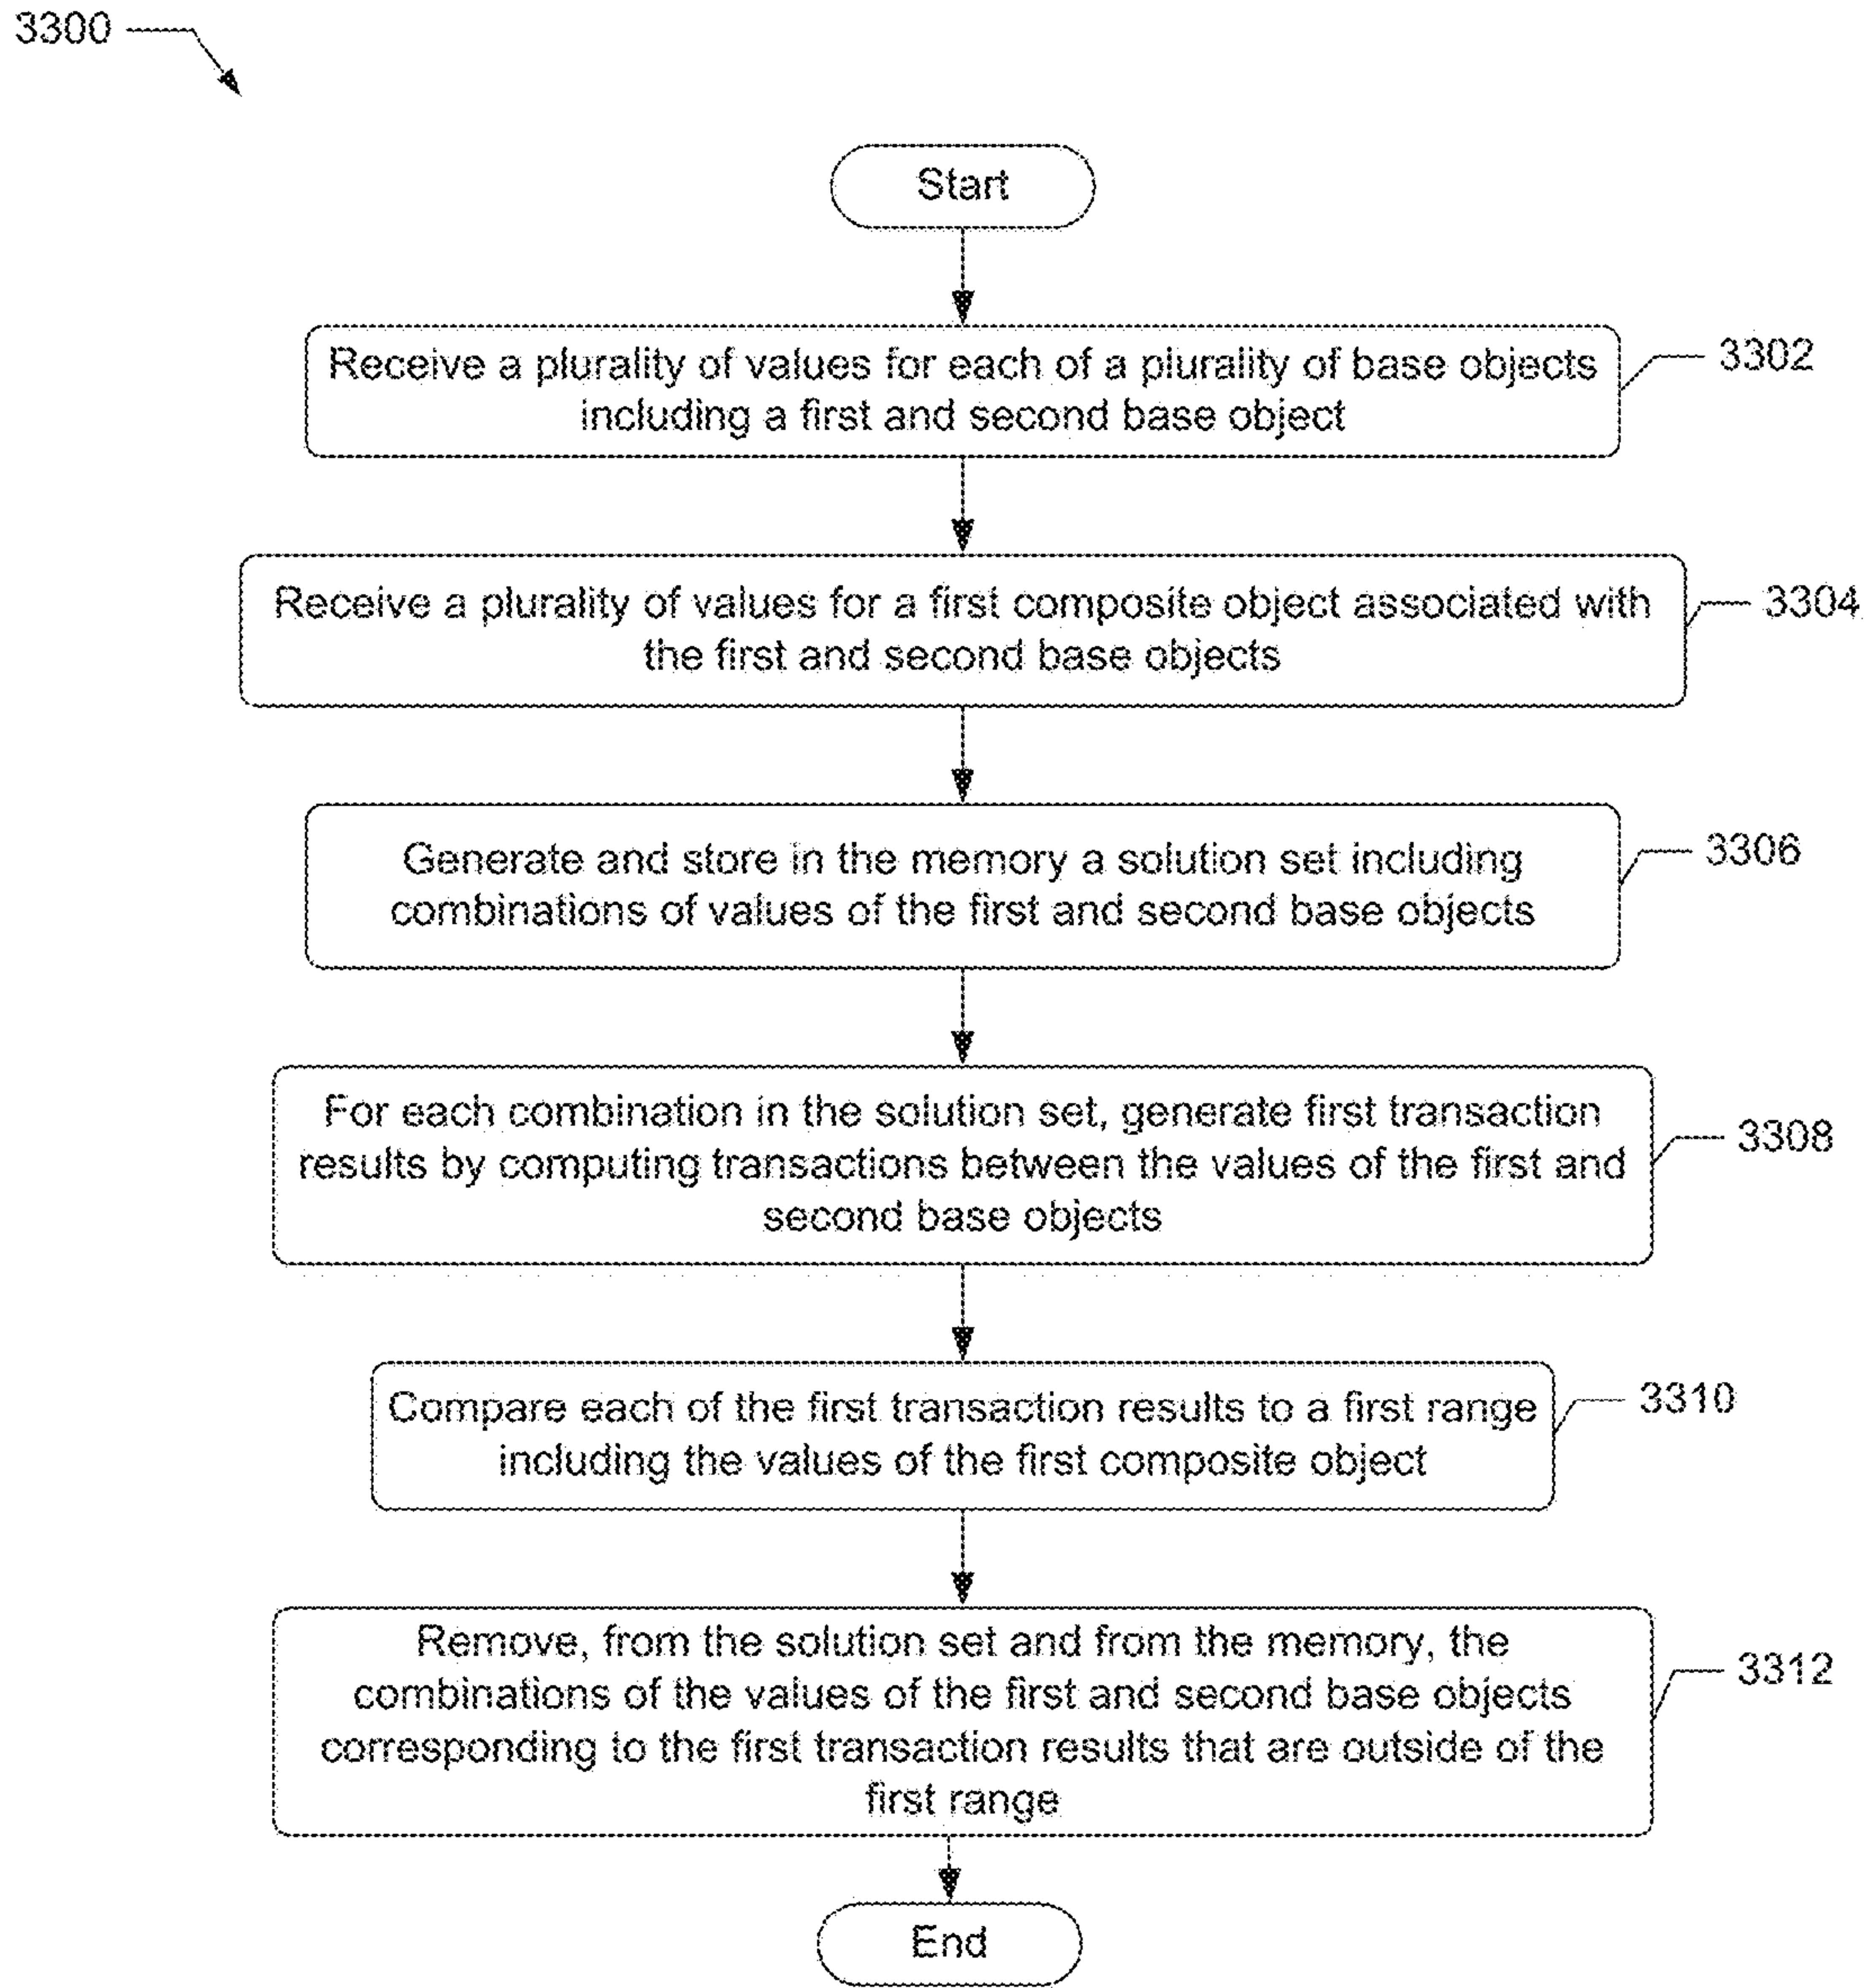 3300
Start
Receive a plurality of values for each of a plurality of base objects
including a first and second base object
3302
Receive a plurality of values for a first composite object associated with
the first and second base objects
3304
Generate and store in the memory a solution set including
combinations of values of the first and second base objects
3306
For each combination in the solution set, generate first transaction
results by computing transactions between the values of the first and
second base objects
3308
Compare each of the first transaction results to a first range
including the values of the first composite object
3310
Remove, from the solution set and from the memory, the
combinations of the values of the first and second base objects
corresponding to the first transaction results that are outside of the
first range
3312
End